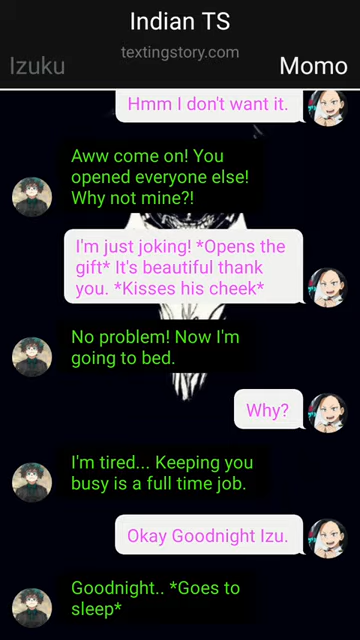 Indian TS
textingstory.com
Izuku
Momo
Hmm I don't want it.
Aww come on! You
opened everyone else!
Why not mine?!
I'm just joking! *Opens the
gift* It's beautiful thank
you. *Kisses his cheek*
No problem! Now I'm
going to bed.
Why?
I'm tired... Keeping you
busy is a full time job.
Okay Goodnight Izu.
Goodnight.. *Goes to
sleep*